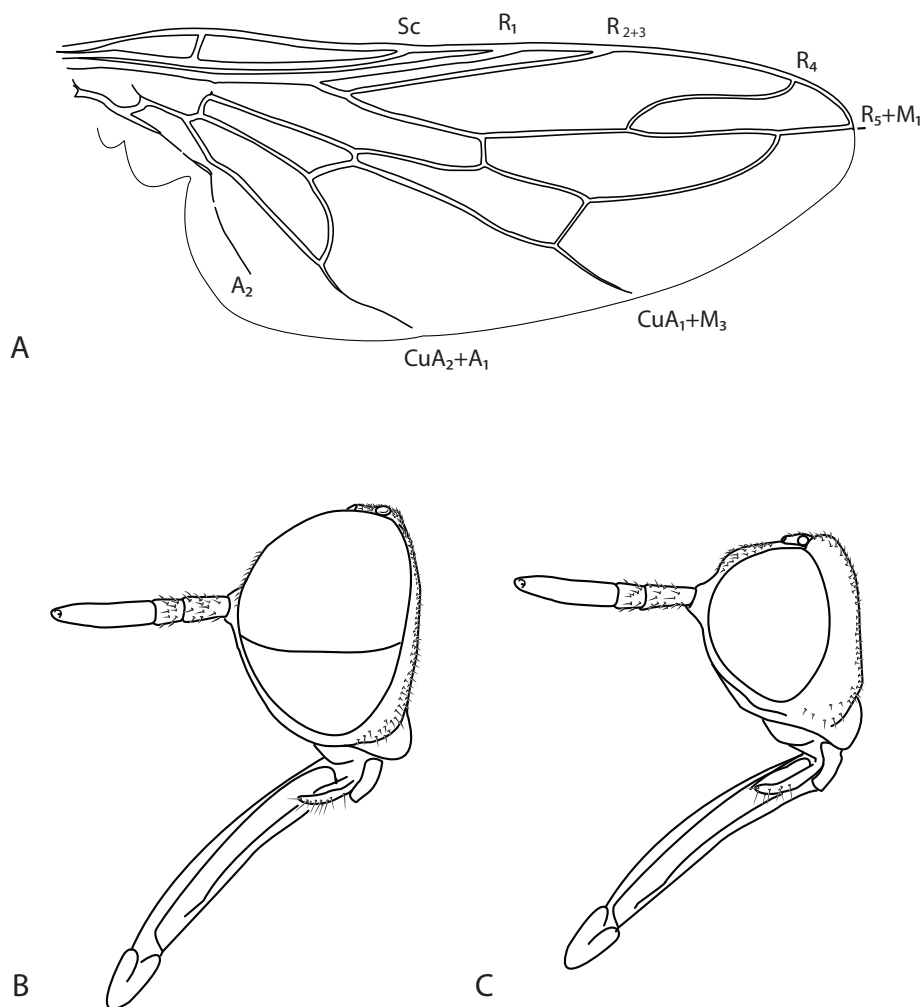 Sc R₁ R₂₊₃
R₄
R₅+M₁
A₂
CuA₁+M₃
A
CuA₂+A₁
B C